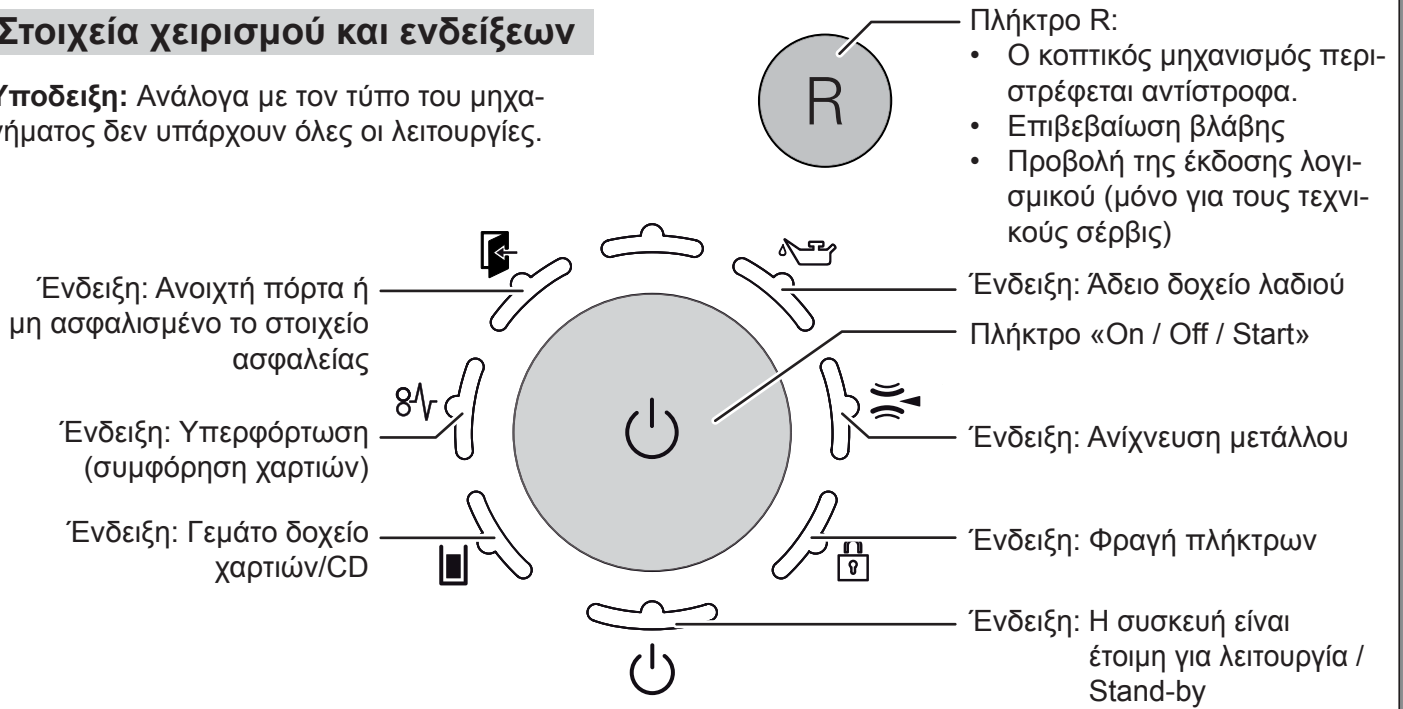 Στοιχεία χειρισμού και ενδείξεων
Υποδειξη: Ανάλογα με τον τύπο του μηχα-
νήματος δεν υπάρχουν όλες οι λειτουργίες.
R
Πλήκτρο R:
• Ο κοπτικός μηχανισμός περι-
στρέφεται αντίστροφα.
• Επιβεβαίωση βλάβης
• Προβολή της έκδοσης λογι-
σμικού (μόνο για τους τεχνι-
κούς σέρβις)
Ένδειξη: Ανοιχτή πόρτα ή
μη ασφαλισμένο το στοιχείο
ασφαλείας
Ένδειξη: Υπερφόρτωση
(συμφόρηση χαρτιών)
Ένδειξη: Γεμάτο δοχείο
χαρτιών/CD
Ένδειξη: Άδειο δοχείο λαδιού
Πλήκτρο «On / Off / Start»
Ένδειξη: Ανίχνευση μετάλλου
Ένδειξη: Φραγή πλήκτρων
Ένδειξη: Η συσκευή είναι
έτοιμη για λειτουργία /
Stand-by